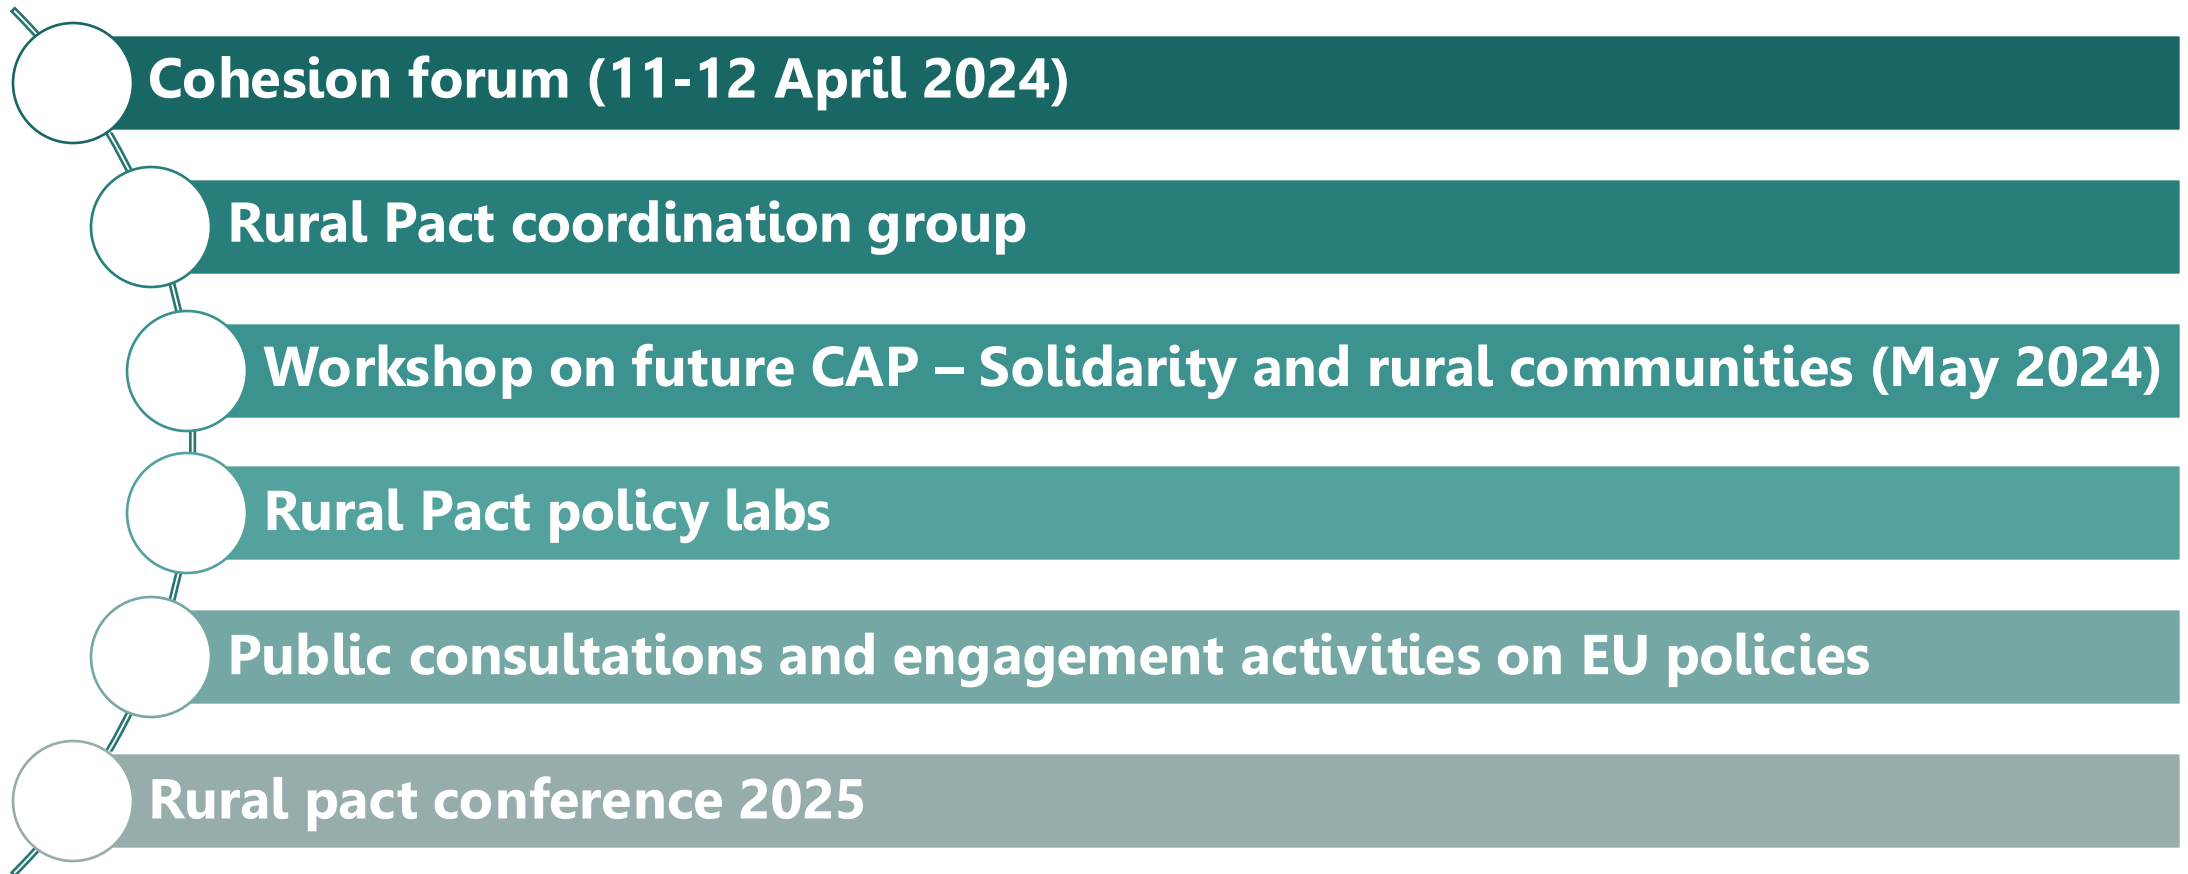 Cohesion forum (11-12 April 2024)
Rural Pact coordination group
Workshop on future CAP – Solidarity and rural communities (May 2024)
Rural Pact policy labs
Public consultations and engagement activities on EU policies
Rural pact conference 2025